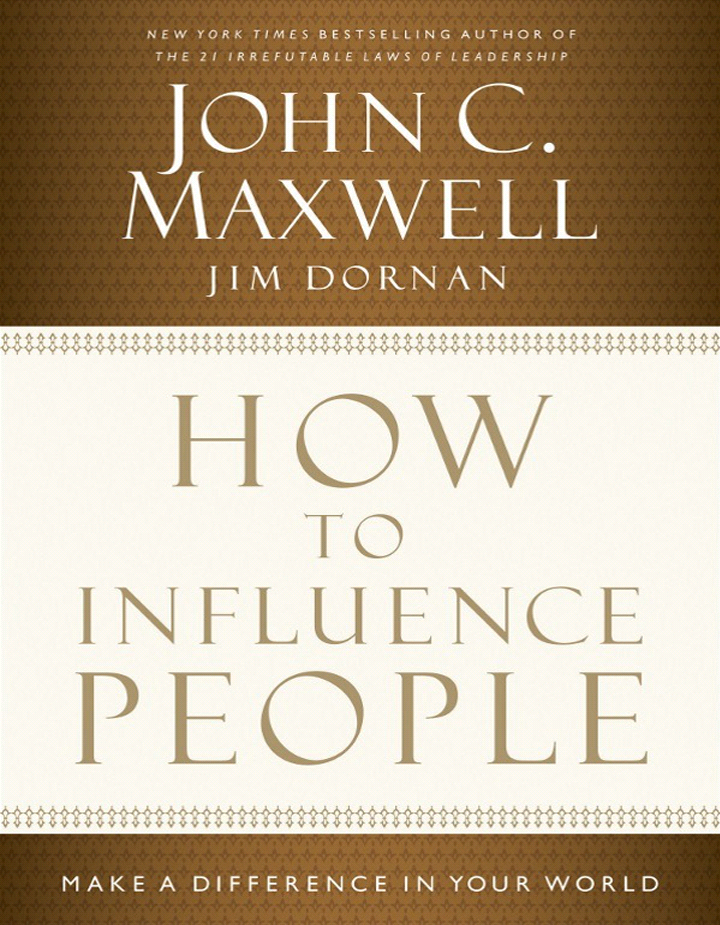 NEW YORK TIMES BESTSELLING AUTHOR OF
THE 21 IRREFUTABLE LAWS OF LEADERSHIP
JOHN C.
MAXWELL
JIM DORNAN
HOW
TO
INFLUENCE
PEOPLE
MAKE A DIFFERENCE IN YOUR WORLD